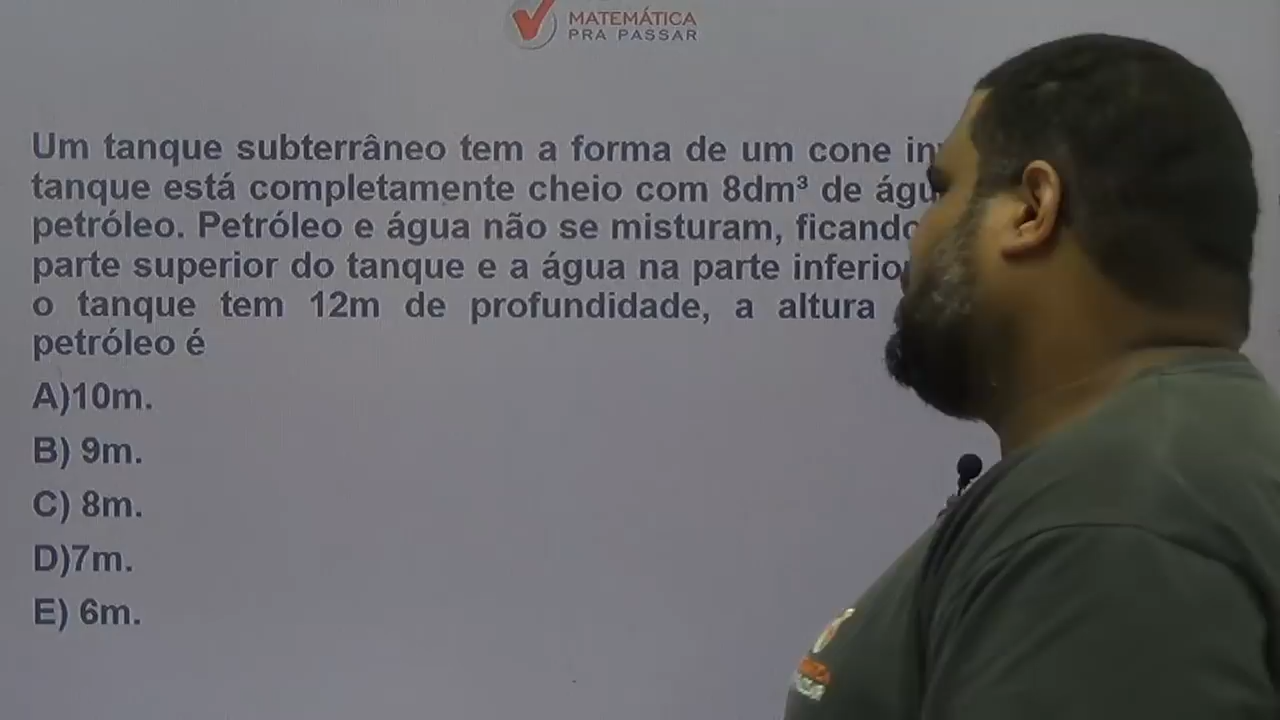 MATEMÁTICA
PRA PASSAR
Um tanque subterrâneo tem a forma de um cone
tanque está completamente cheio com 8dm³ de
petróleo. Petróleo e água não se misturam,
parte superior do tanque e a água na parte
o tanque tem 12m de profundidade, a altura
petróleo é
A)10m.
B) 9m.
C) 8m.
D)7m.
E) 6m.